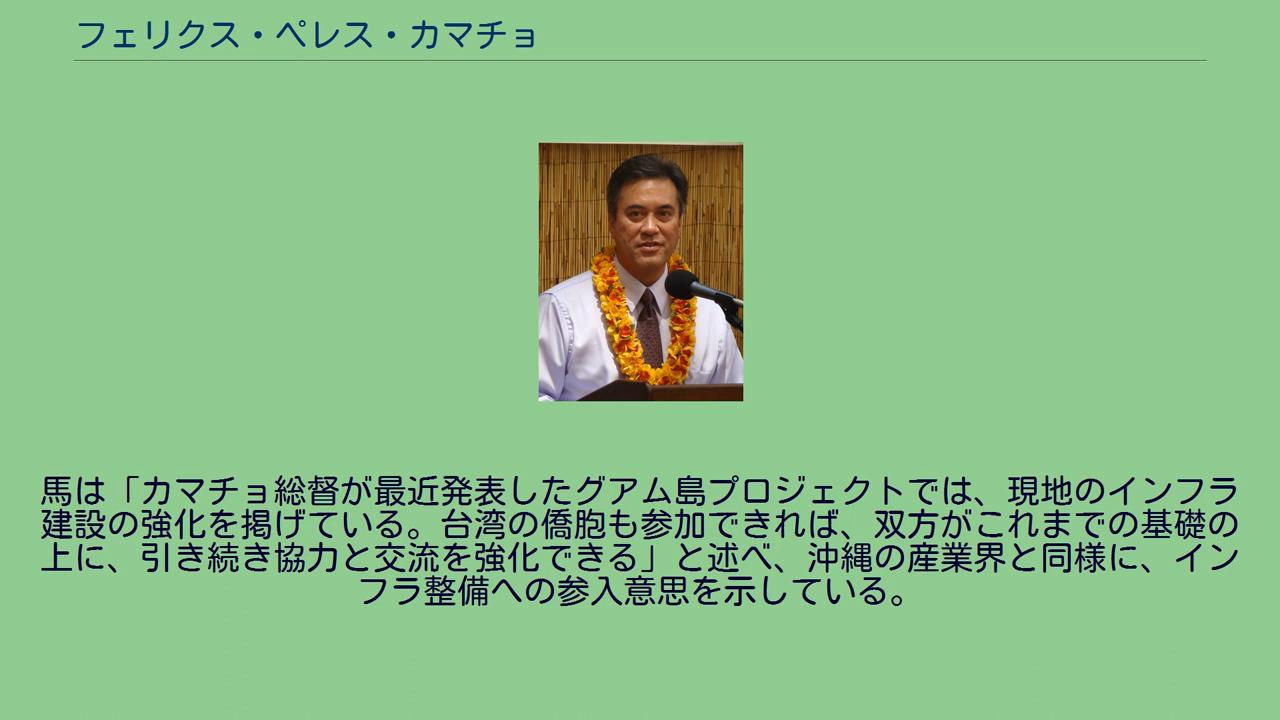 フェリクス・ペレス・カマチョ
馬は「カマチョ総督が最近発表したグアム島プロジェクトでは、現地のインフラ
建設の強化を掲げている。台湾の僑胞も参加できれば、双方がこれまでの基礎の
上に、引き続き協力と交流を強化できる」と述べ、沖縄の産業界と同様に、イン
フラ整備への参入意思を示している。